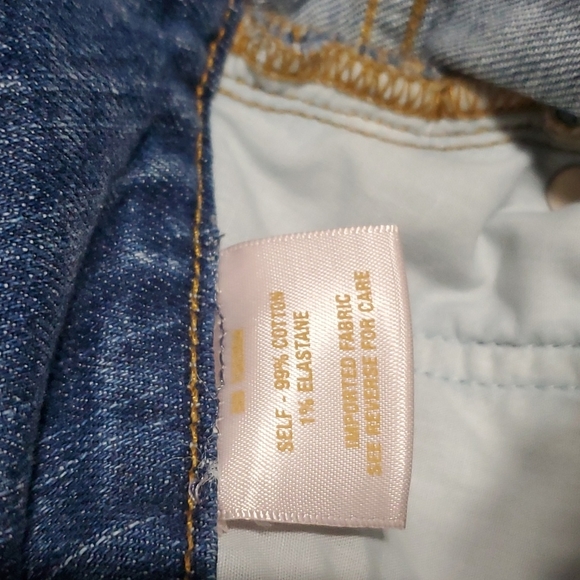 SELF - 99% COTTON
1% ELASTANE
IMPORTED FABRIC
SEE REVERSE FOR CARE